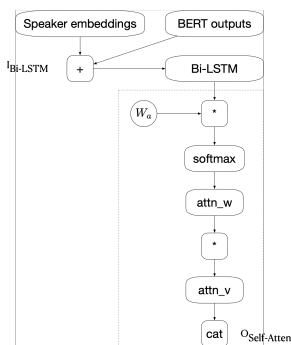 Speaker embeddings
BERT outputs
I_Bi-LSTM
+
Bi-LSTM
W_a
*
softmax
attn_w
*
attn_v
cat
O_Self-Atten